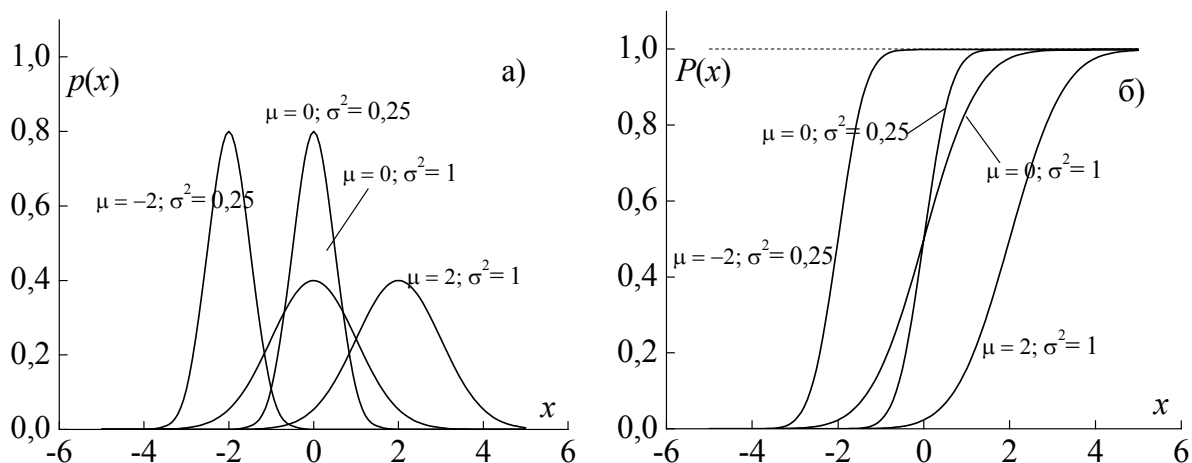 1,0
p(x)
а)
μ = 0; σ²= 0,25
0,8
μ = 0; σ²= 1
μ = –2; σ²= 0,25
0,6
0,4
μ = 2; σ²= 1
0,2
x
0,0
-6 -4 -2 0 2 4 6
1,0
P(x)
б)
0,8
μ = 0; σ²= 0,25
μ = 0; σ²= 1
0,6
μ = –2; σ²= 0,25
0,4
μ = 2; σ²= 1
0,2
x
0,0
-6 -4 -2 0 2 4 6